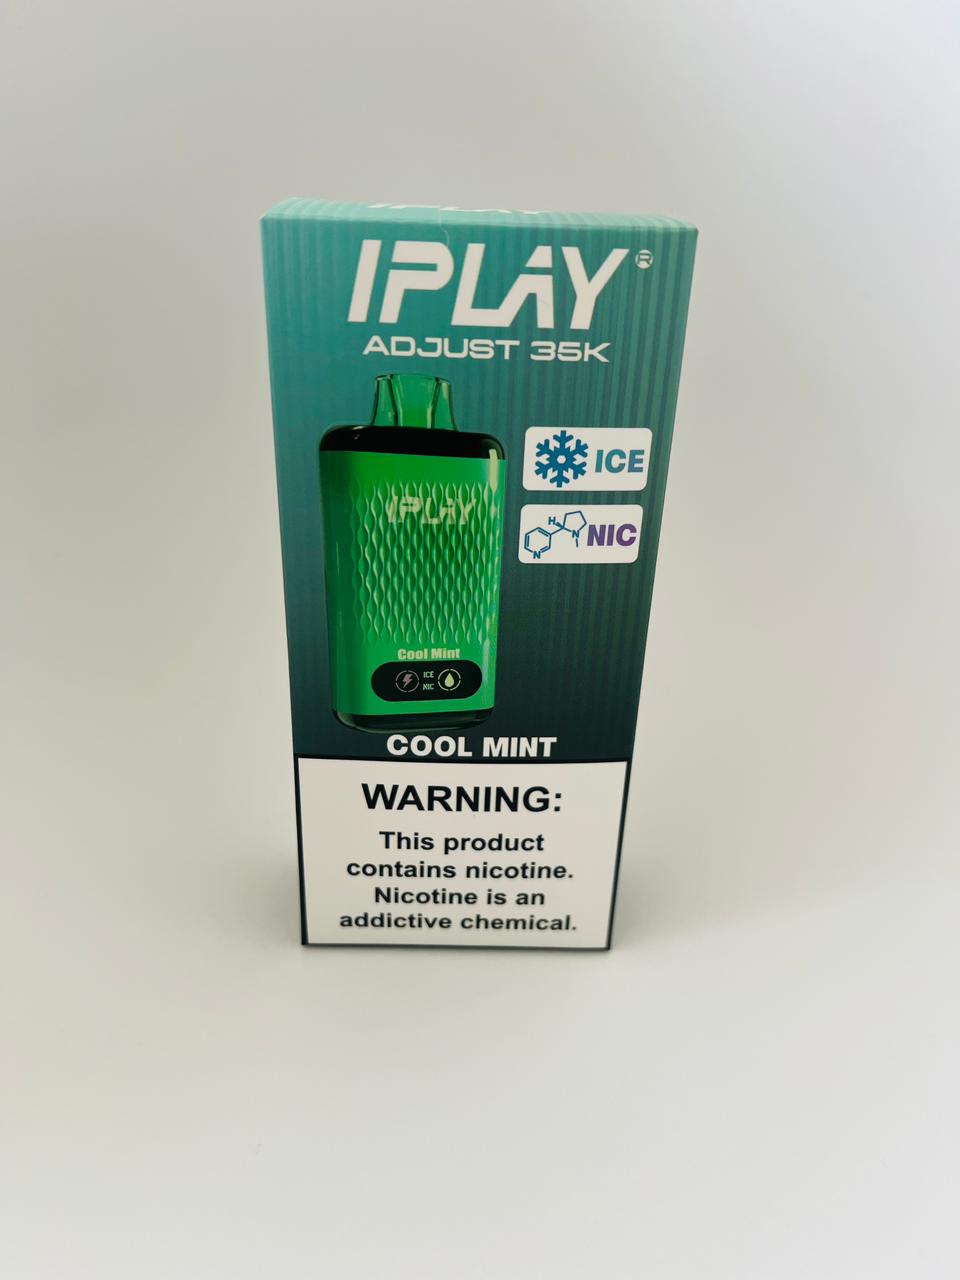 IPLAY
IPLAY®
ADJUST 35K
ICE
H
N
N
NIC
IPLAY
Cool Mint
ICE
NIC
COOL MINT
WARNING:
This product
contains nicotine.
Nicotine is an
addictive chemical.